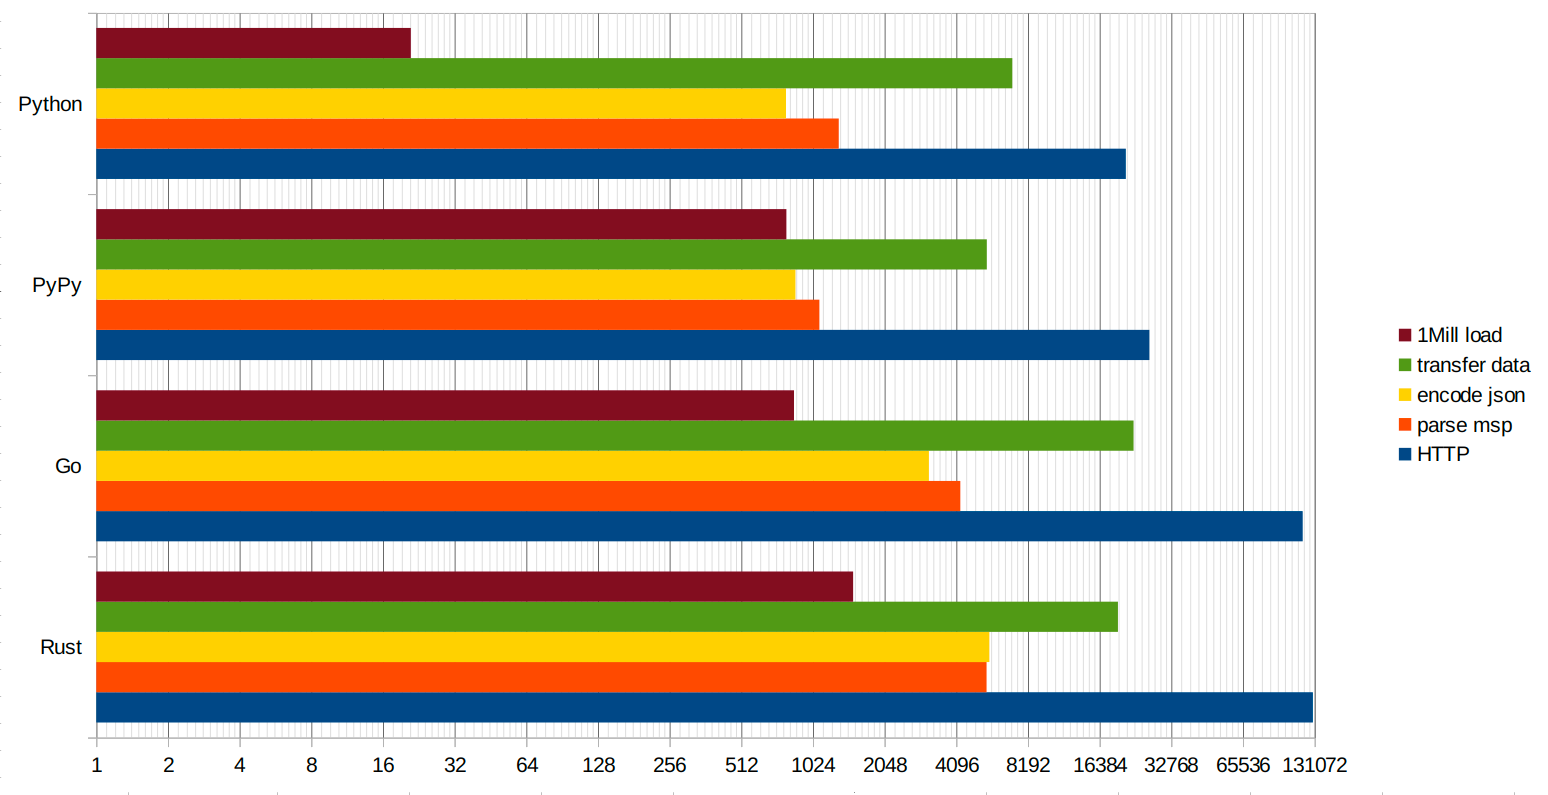 Python
PyPy
Go
Rust
1 2 4 8 16 32 64 128 256 512 1024 2048 4096 8192 16384 32768 65536 131072
1Mill load
transfer data
encode json
parse msp
HTTP